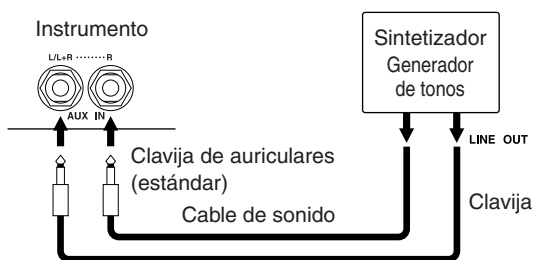 Instrumento
L/L+R ········ R
AUX IN
Clavija de auriculares
(estándar)
Cable de sonido
Sintetizador
Generador
de tonos
LINE OUT
Clavija